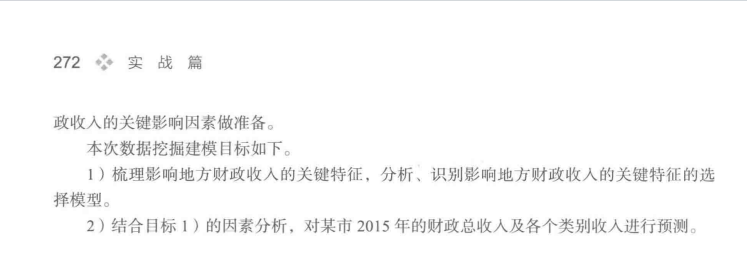 272 实 战 篇
政收入的关键影响因素做准备。
本次数据挖掘建模目标如下。
1）梳理影响地方财政收入的关键特征，分析、识别影响地方财政收入的关键特征的选
择模型。
2）结合目标 1）的因素分析，对某市 2015 年的财政总收入及各个类别收入进行预测。